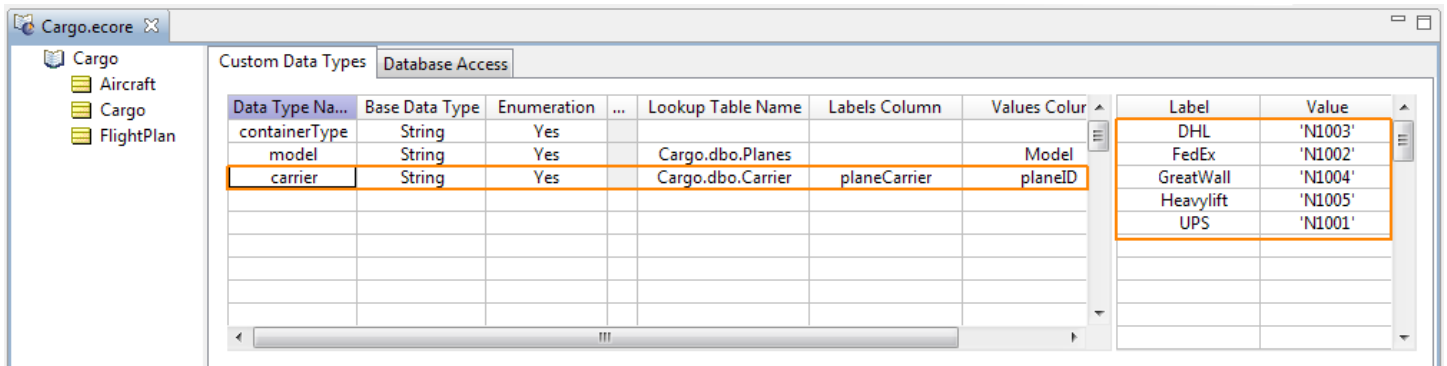 Cargo.ecore
Cargo
Aircraft
Cargo
FlightPlan
Custom Data Types Database Access
Data Type Na... Base Data Type Enumeration ... Lookup Table Name Labels Column Values Colur
containerType String Yes
model String Yes Cargo.dbo.Planes Model
carrier String Yes Cargo.dbo.Carrier planeCarrier planeID
Label Value
DHL 'N1003'
FedEx 'N1002'
GreatWall 'N1004'
Heavylift 'N1005'
UPS 'N1001'